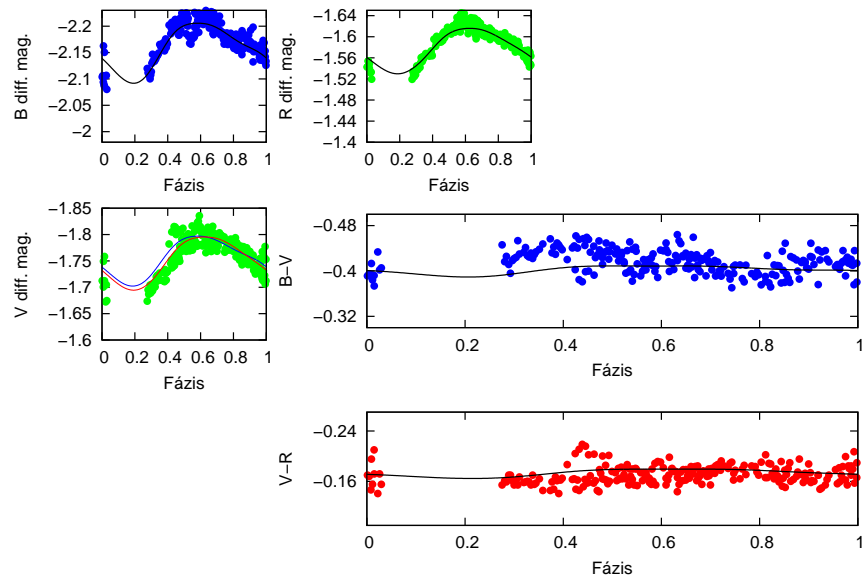 B diff. mag.
−2.2
−2.15
−2.1
−2.05
−2
0 0.2 0.4 0.6 0.8 1
Fázis
R diff. mag.
−1.64
−1.6
−1.56
−1.52
−1.48
−1.44
−1.4
0 0.2 0.4 0.6 0.8 1
Fázis
V diff. mag.
−1.85
−1.8
−1.75
−1.7
−1.65
−1.6
0 0.2 0.4 0.6 0.8 1
Fázis
B−V
−0.48
−0.4
−0.32
0 0.2 0.4 0.6 0.8 1
Fázis
V−R
−0.24
−0.16
0 0.2 0.4 0.6 0.8 1
Fázis